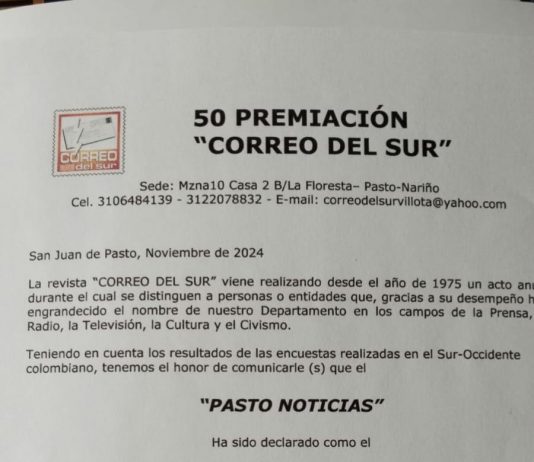 50 PREMIACIÓN
"CORREO DEL SUR"
CORREO
del sur
Sede: Mzna10 Casa 2 B/La Floresta– Pasto-Nariño
Cel. 3106484139 - 3122078832 - E-mail: correodelsurvillota@yahoo.com
San Juan de Pasto, Noviembre de 2024
La revista "CORREO DEL SUR" viene realizando desde el año de 1975 un acto
durante el cual se distinguen a personas o entidades que, gracias a su desempeño
engrandecido el nombre de nuestro Departamento en los campos de la Prensa,
Radio, la Televisión, la Cultura y el Civismo.
Teniendo en cuenta los resultados de las encuestas realizadas en el Sur-Occidente
colombiano, tenemos el honor de comunicarle (s) que el
"PASTO NOTICIAS"
Ha sido declarado como el